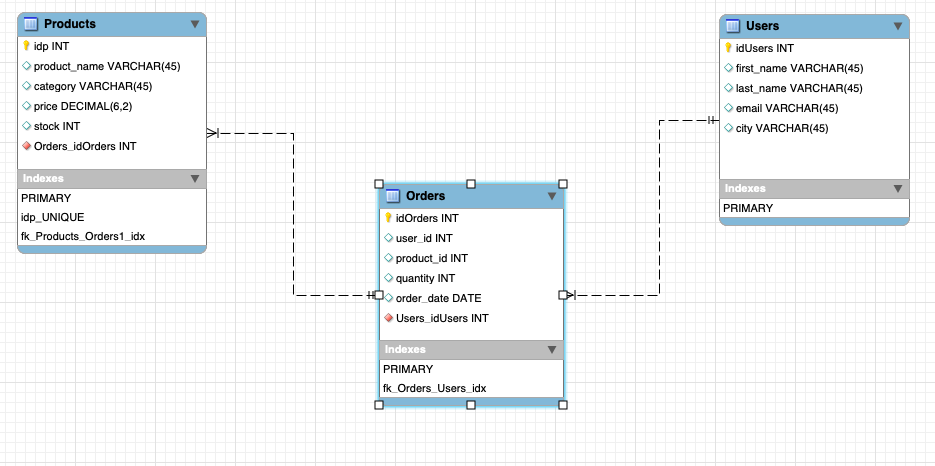 Products
idp INT
product_name VARCHAR(45)
category VARCHAR(45)
price DECIMAL(6,2)
stock INT
Orders_idOrders INT
Indexes
PRIMARY
idp_UNIQUE
fk_Products_Orders1_idx
Orders
idOrders INT
user_id INT
product_id INT
quantity INT
order_date DATE
Users_idUsers INT
Indexes
PRIMARY
fk_Orders_Users_idx
Users
idUsers INT
first_name VARCHAR(45)
last_name VARCHAR(45)
email VARCHAR(45)
city VARCHAR(45)
Indexes
PRIMARY